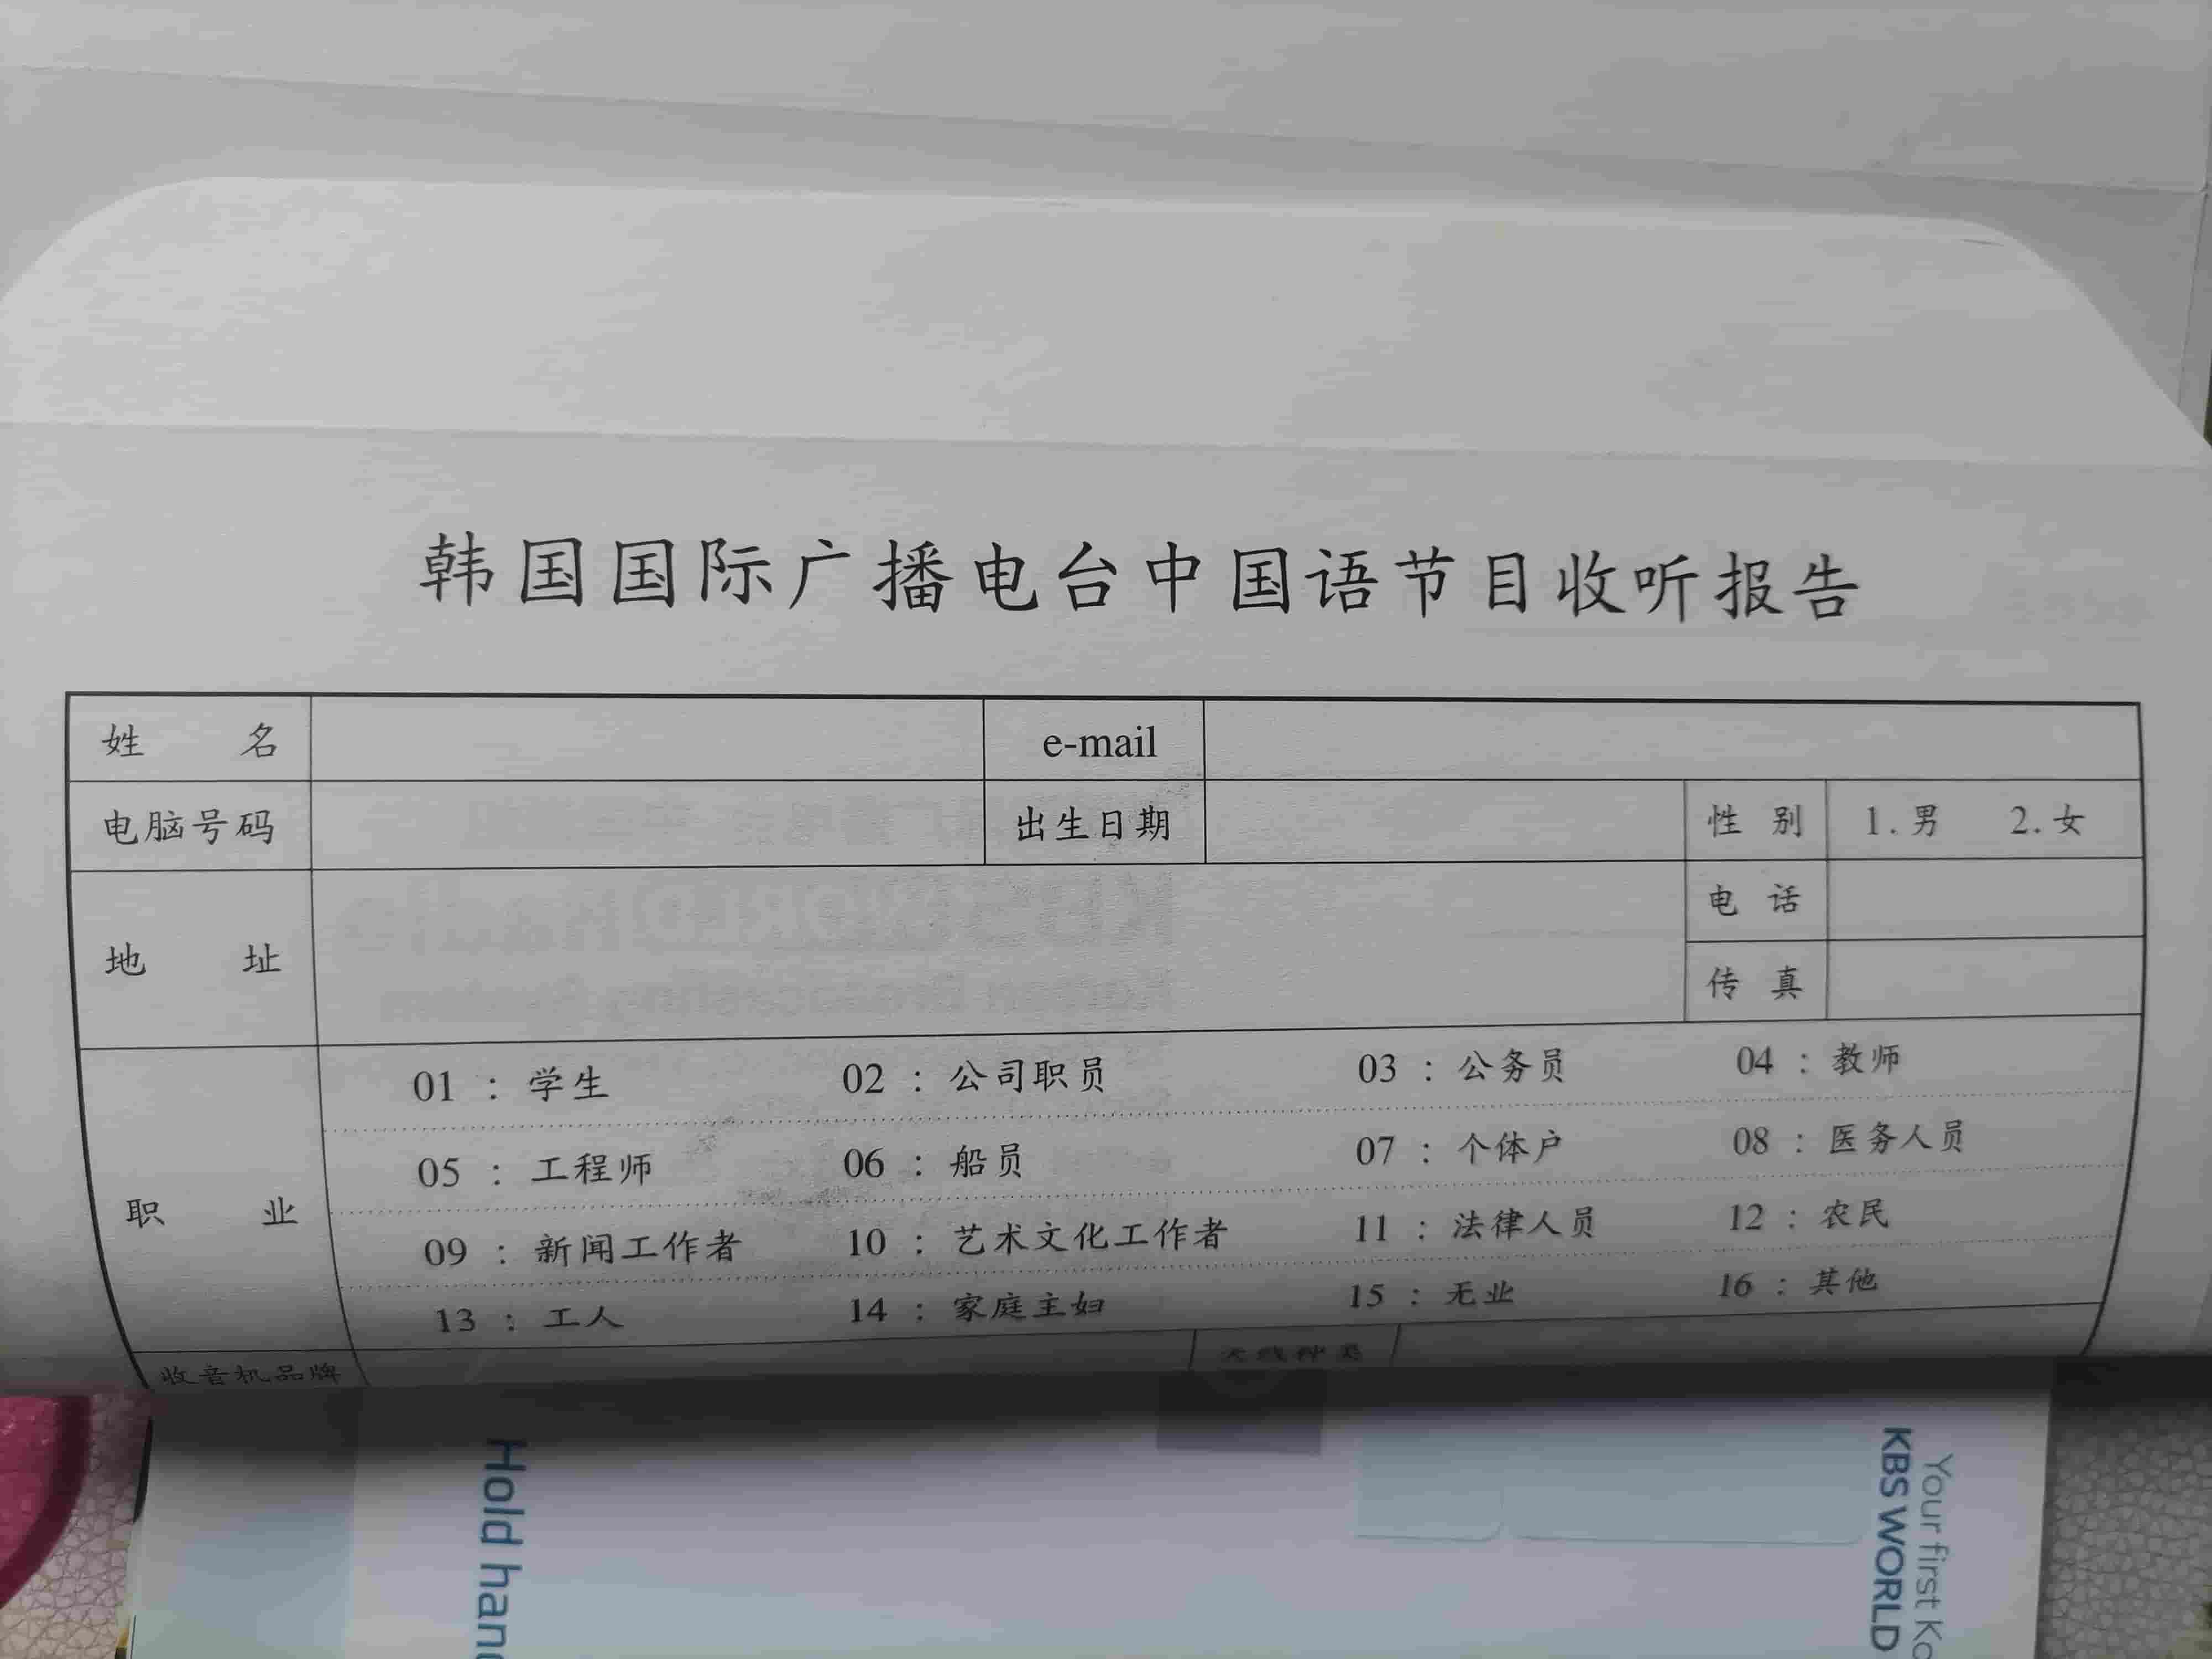 韩国国际广播电台中国语节目收听报告
姓 名 e-mail
电脑号码 出生日期 性 别 1.男 2.女
地 址 电 话
传 真
职 业
01 : 学生 02 : 公司职员 03 : 公务员 04 : 教师
05 : 工程师 06 : 船员 07 : 个体户 08 : 医务人员
09 : 新闻工作者 10 : 艺术文化工作者 11 : 法律人员 12 : 农民
13 : 工人 14 : 家庭主妇 15 : 无业 16 : 其他
收音机品牌 天线种类
Hold
Your first
KBS WORLD